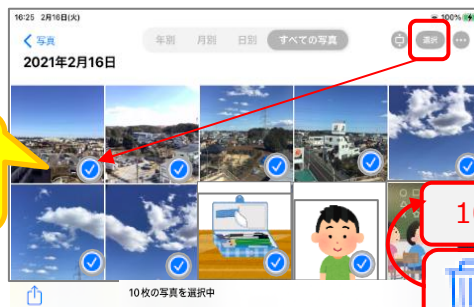 16:25 2月16日(火)
100%
写真
年別
月別
日別
すべての写真
選択
2021年2月16日
10枚の写真を選択中